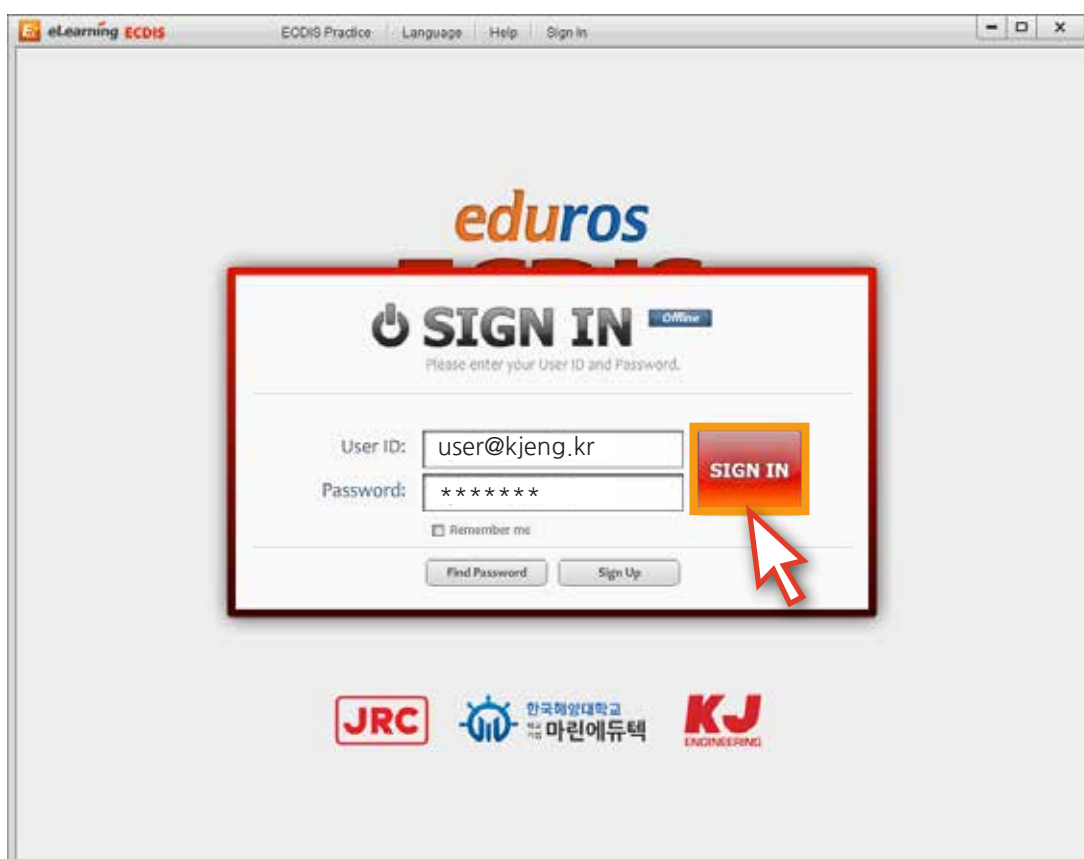 eLearning ECDIS
ECDIS Practice
Language
Help
Sign In
eduros
SIGN IN
Offline
Please enter your User ID and Password.
User ID:
user@kjeng.kr
Password:
*******
SIGN IN
Remember me
Find Password
Sign Up
JRC
한국해양대학교
마린에듀텍
KJ
ENGINEERING